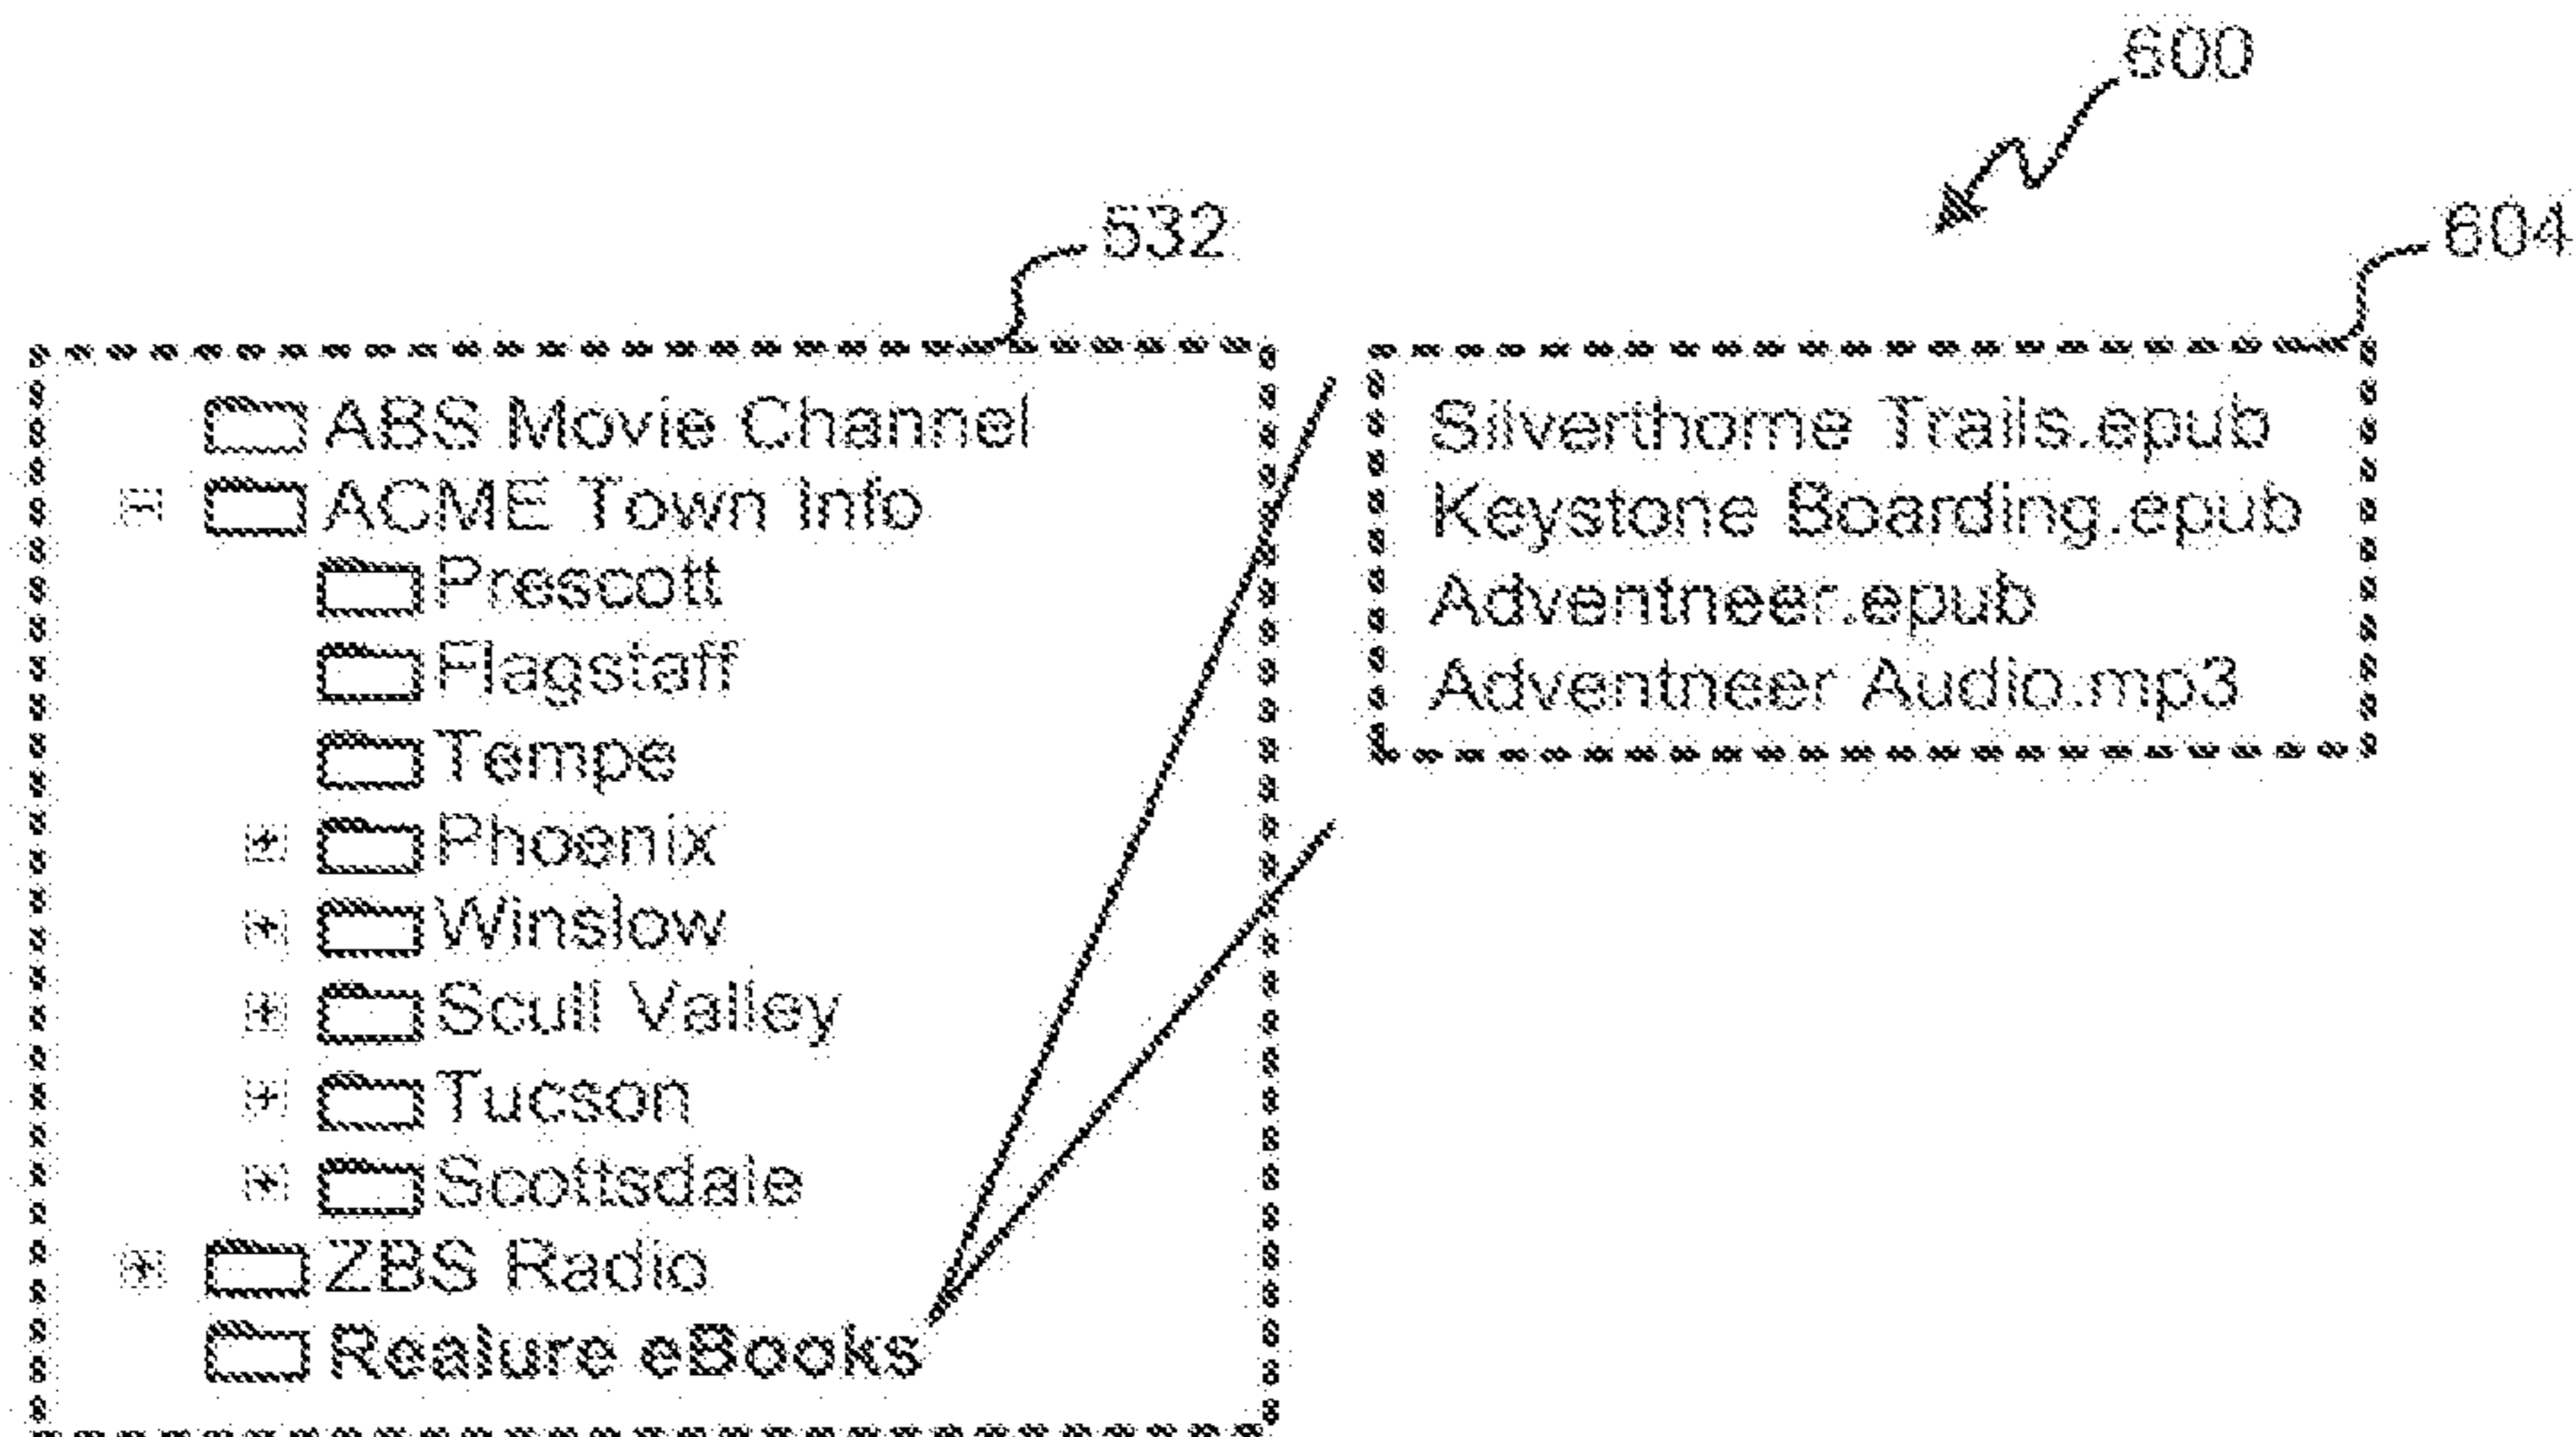 600
532
604
ABS Movie Channel
ACME Town Info
Prescott
Flagstaff
Tempe
Phoenix
Winslow
Scull Valley
Tucson
Scottsdale
ZBS Radio
Realure eBooks
Silverthorne Trails.epub
Keystone Boarding.epub
Adventneer.epub
Adventneer Audio.mp3